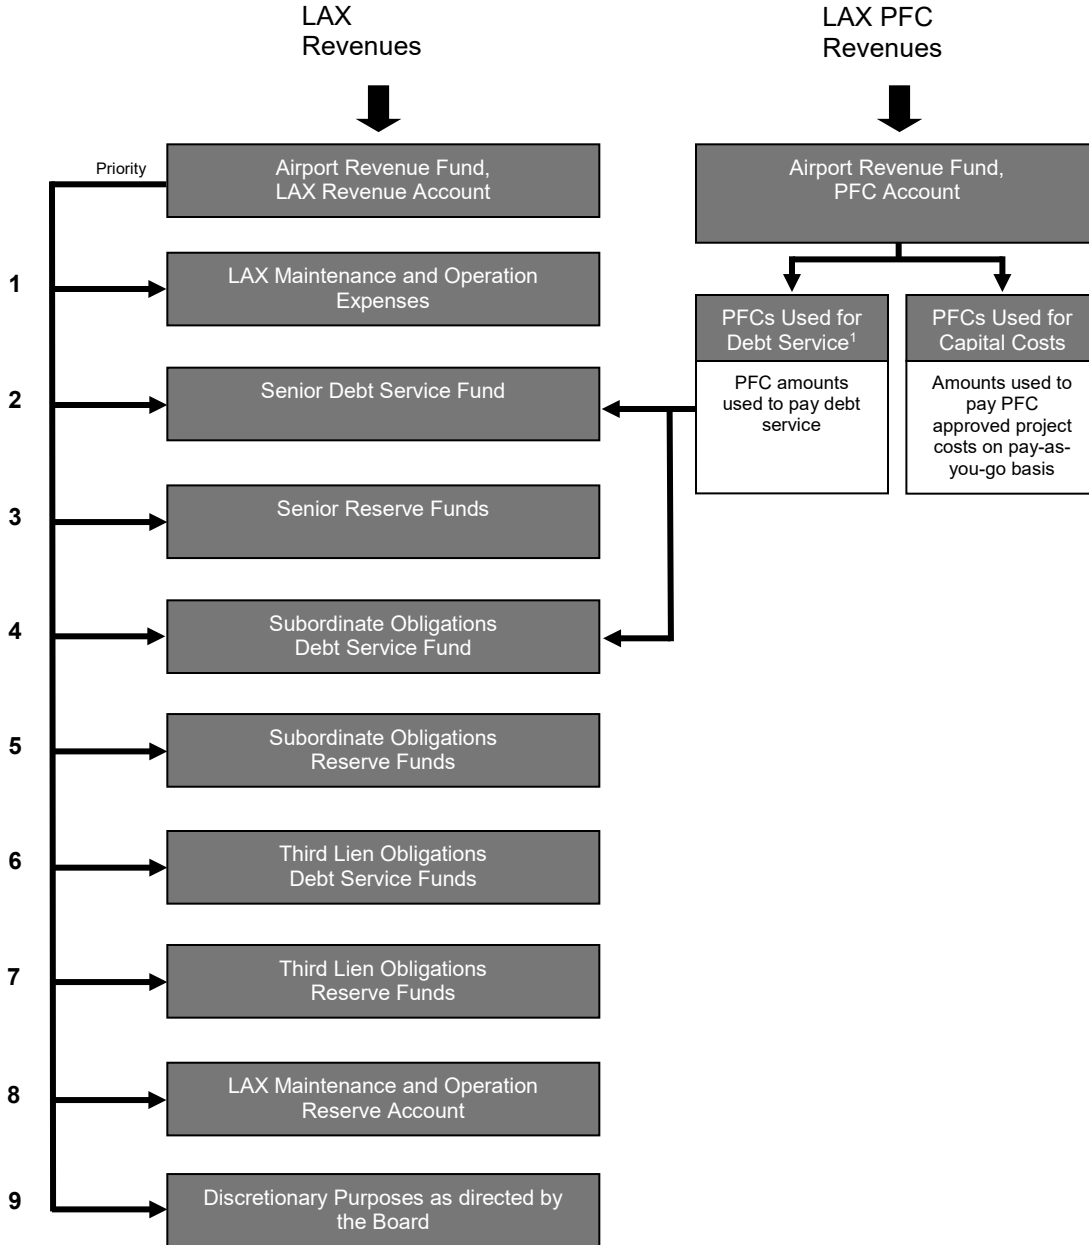 LAX
Revenues
LAX PFC
Revenues
Priority
Airport Revenue Fund,
LAX Revenue Account
Airport Revenue Fund,
PFC Account
1
LAX Maintenance and Operation
Expenses
PFCs Used for
Debt Service¹
PFC amounts
used to pay debt
service
PFCs Used for
Capital Costs
Amounts used to
pay PFC
approved project
costs on pay-as-
you-go basis
2
Senior Debt Service Fund
3
Senior Reserve Funds
4
Subordinate Obligations
Debt Service Fund
5
Subordinate Obligations
Reserve Funds
6
Third Lien Obligations
Debt Service Funds
7
Third Lien Obligations
Reserve Funds
8
LAX Maintenance and Operation
Reserve Account
9
Discretionary Purposes as directed by
the Board